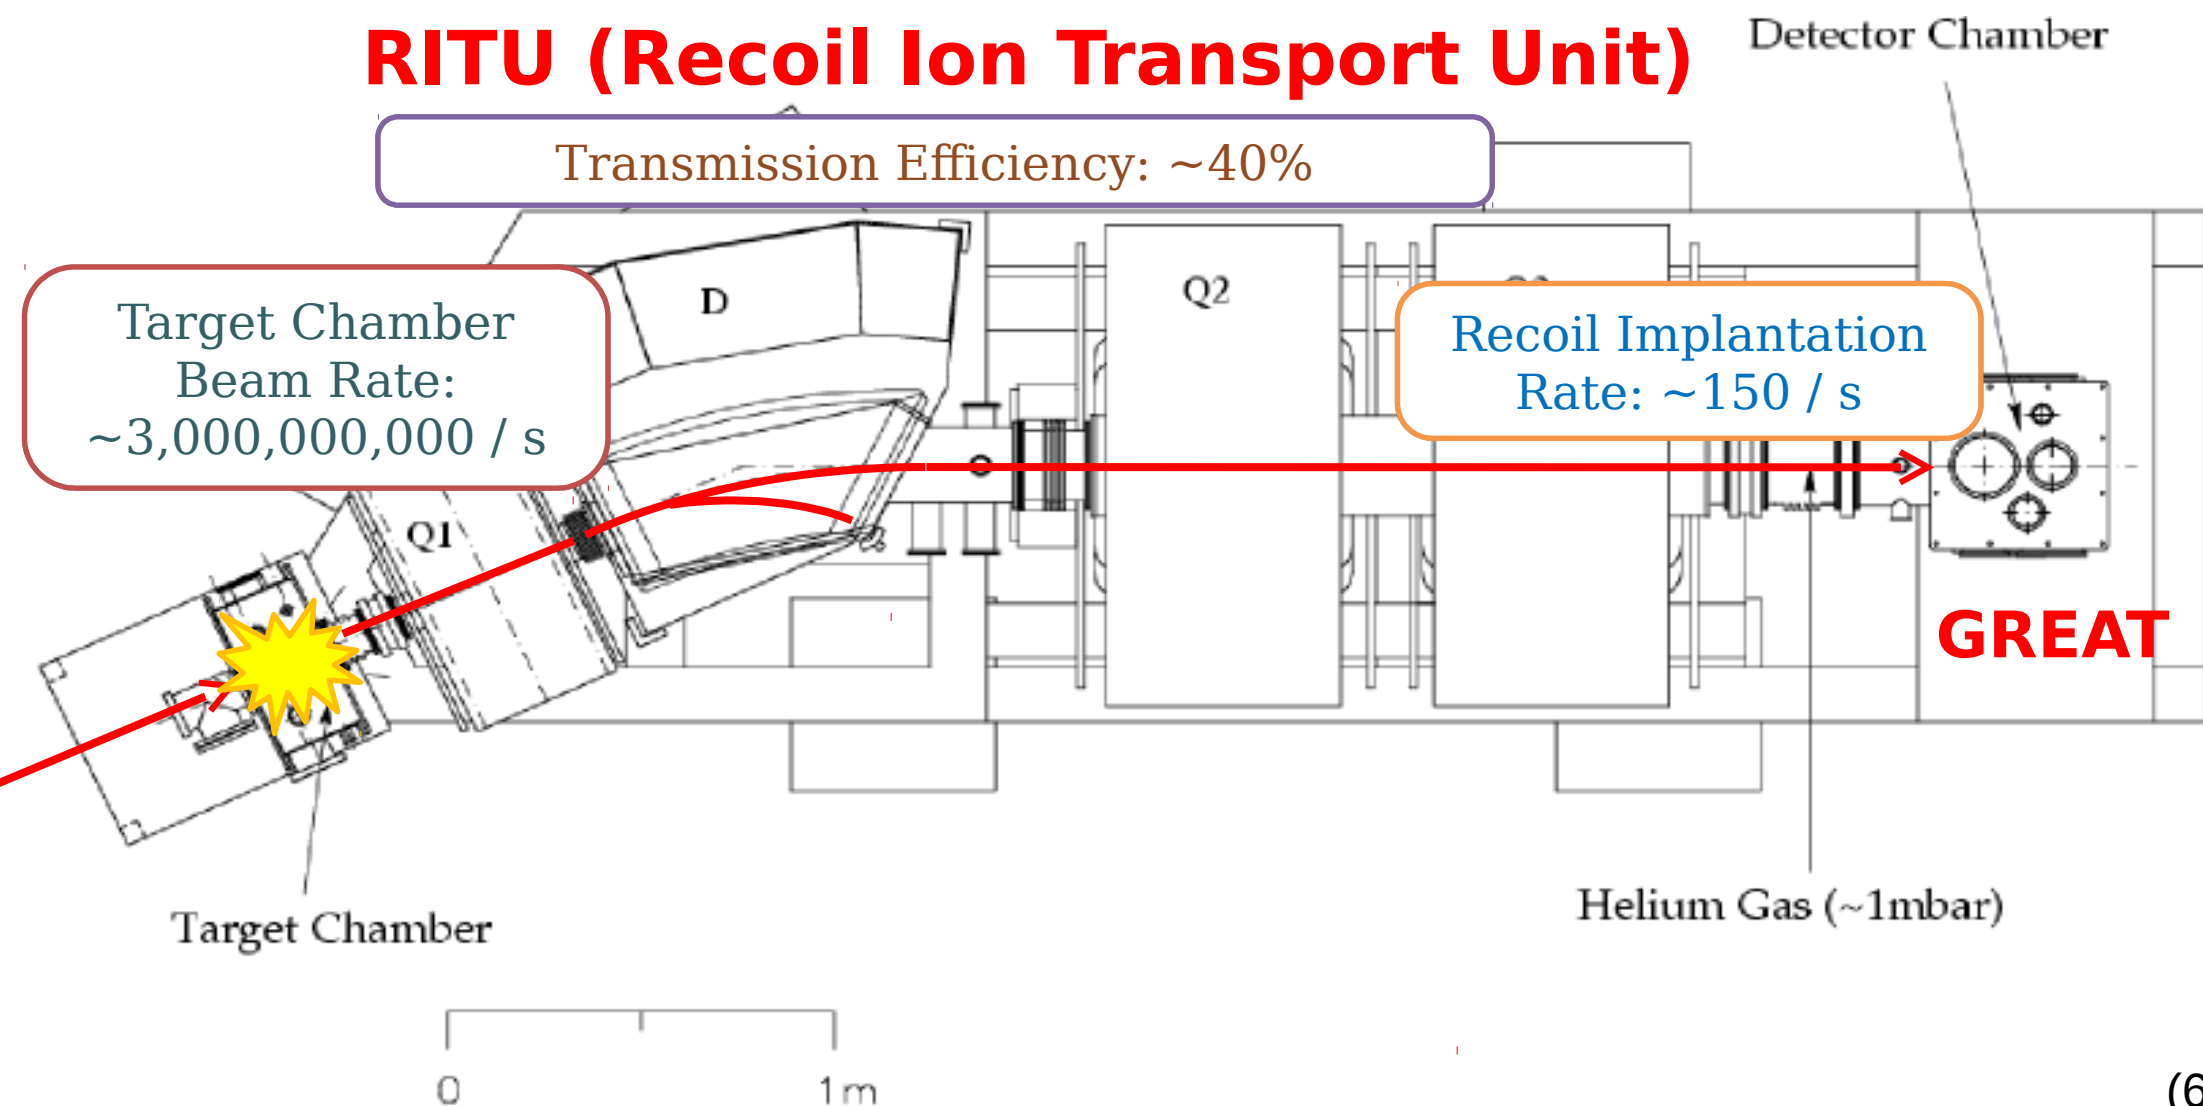 RITU (Recoil Ion Transport Unit)
Detector Chamber
Transmission Efficiency: ~40%
D
Q2
Target Chamber
Beam Rate:
~3,000,000,000 / s
Recoil Implantation
Rate: ~150 / s
Q1
GREAT
Target Chamber
Helium Gas (~1mbar)
0
1m
(6